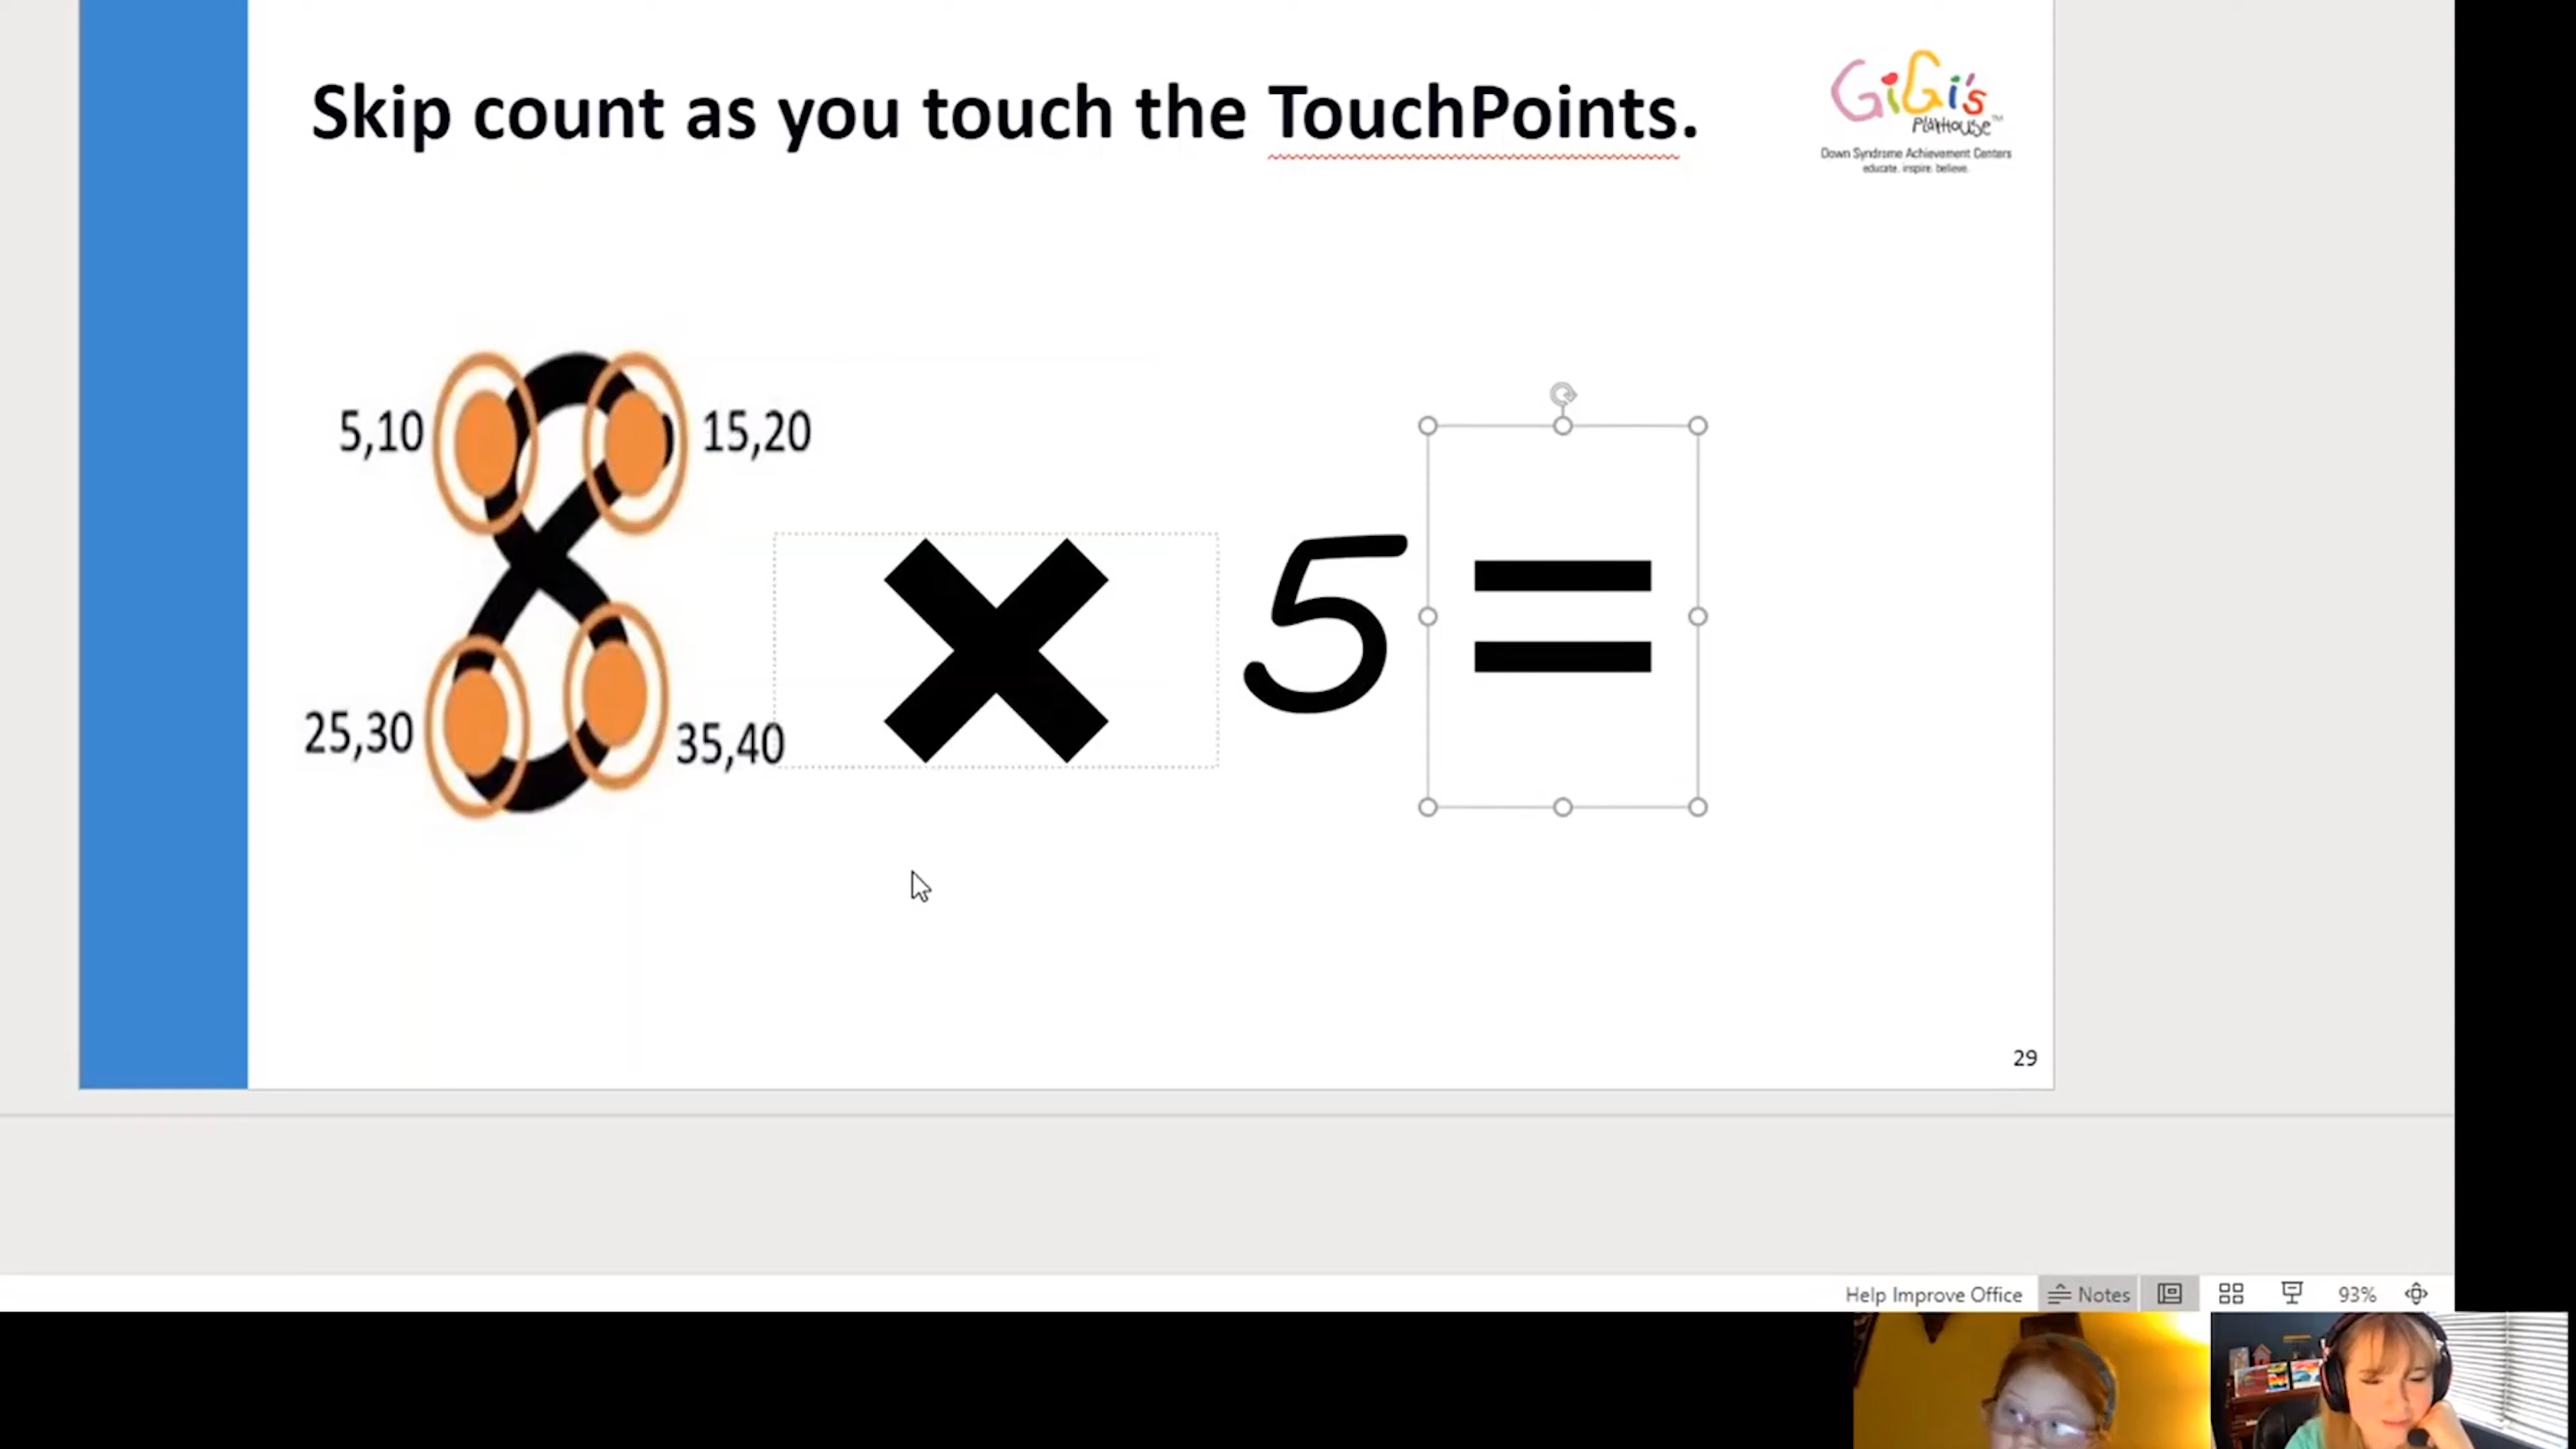 Skip count as you touch the TouchPoints.
GiGi's
PlayHouse™
Down Syndrome Achievement Centers
educate. inspire. believe.
5,10
15,20
8 × 5 =
25,30
35,40
29
Help Improve Office
Notes
93%